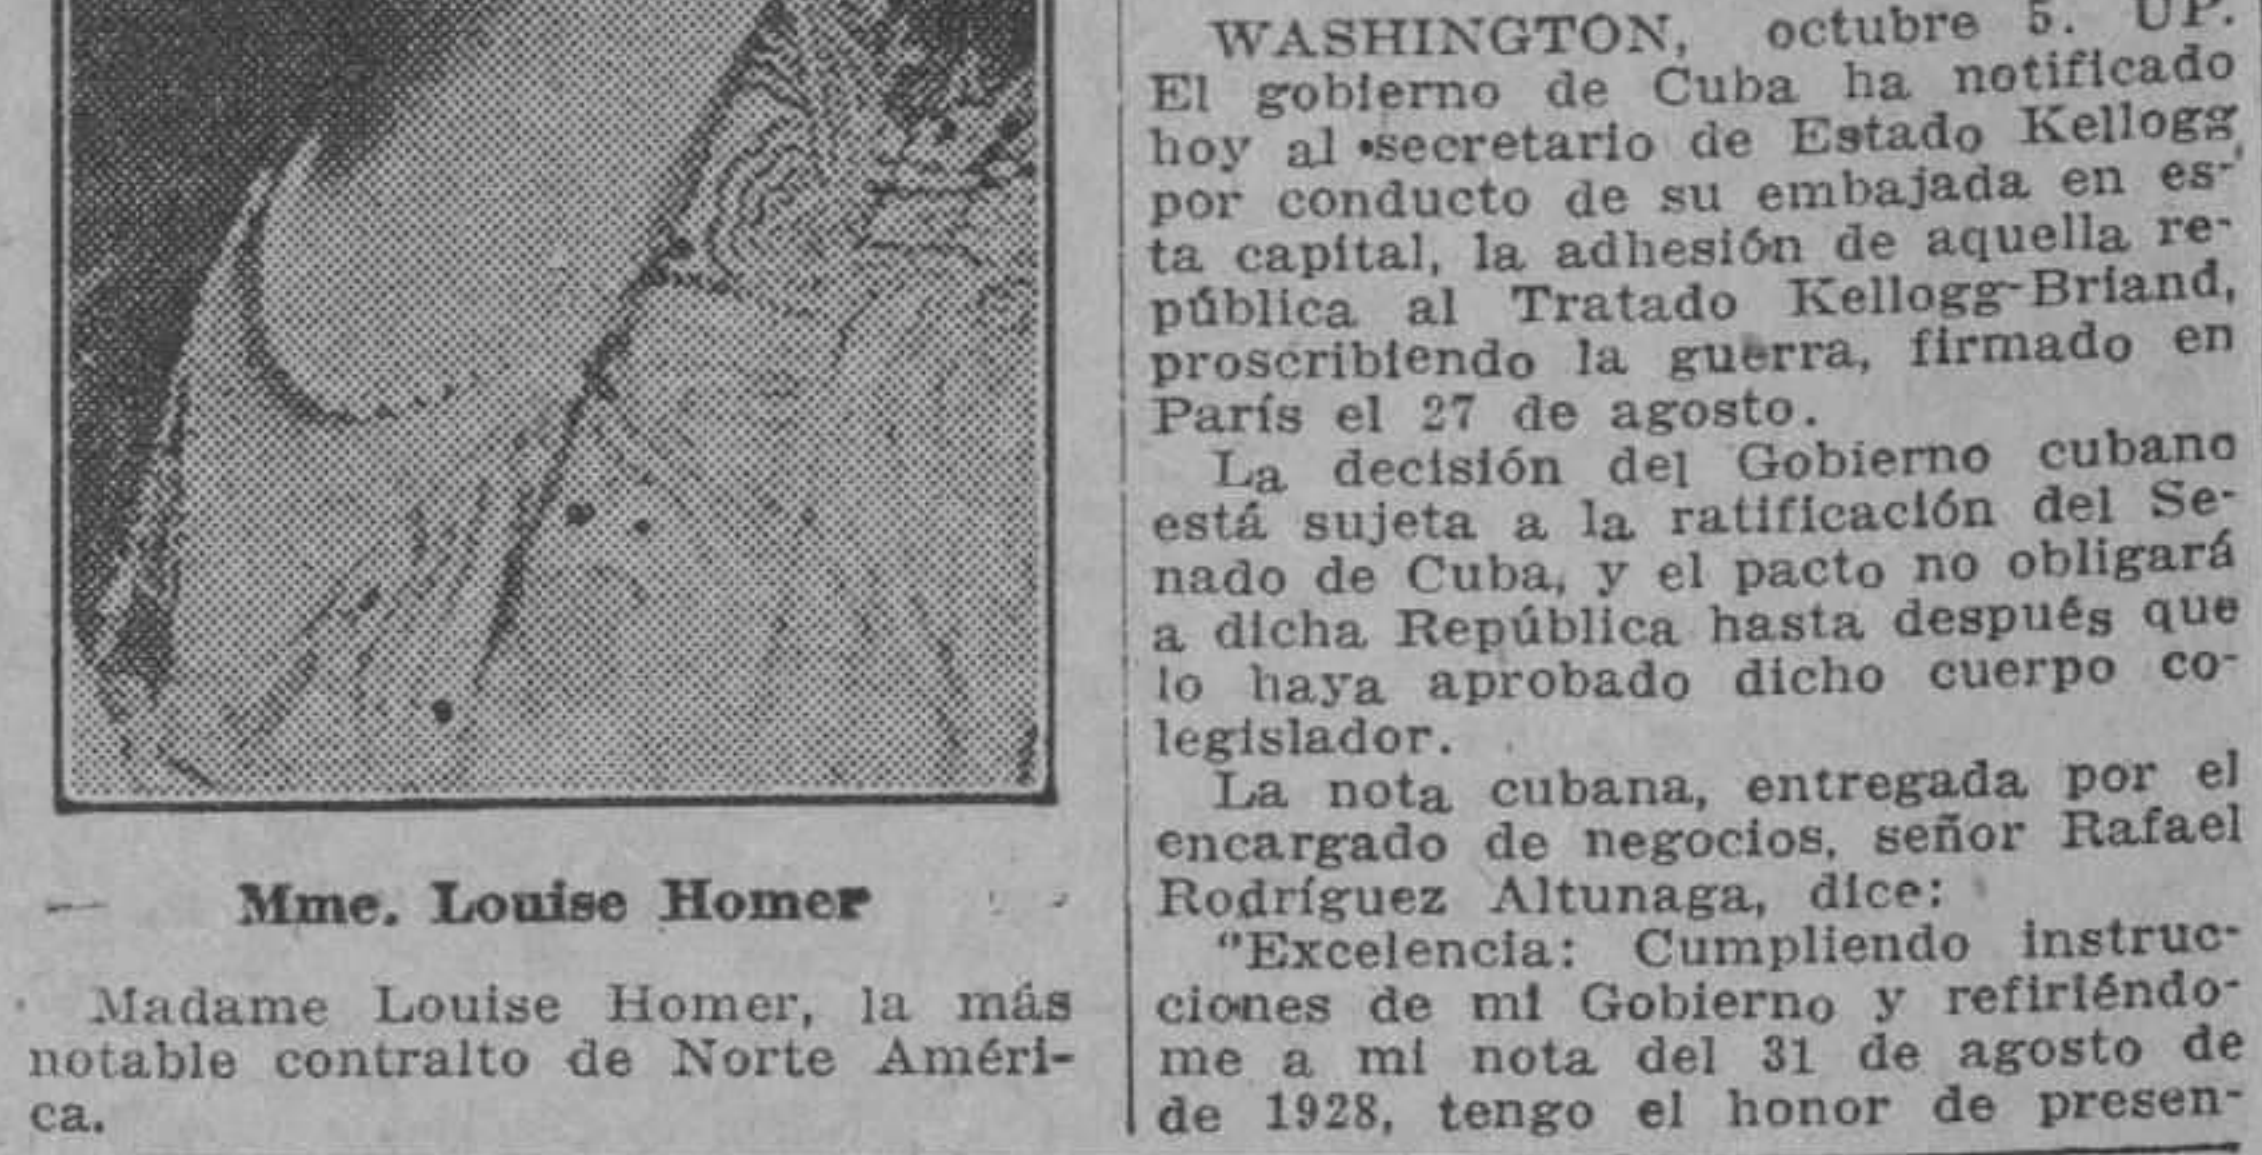 Mme. Louise Homer
Madame Louise Homer, la más
notable contralto de Norte Améri-
ca.
WASHINGTON, octubre 5. UP.
El gobierno de Cuba ha notificado
hoy al secretario de Estado Kellogg
por conducto de su embajada en es-
ta capital, la adhesión de aquella re-
pública al Tratado Kellogg-Briand,
proscribiendo la guerra, firmado en
París el 27 de agosto.
La decisión del Gobierno cubano
está sujeta a la ratificación del Se-
nado de Cuba, y el pacto no obligará
a dicha República hasta después que
lo haya aprobado dicho cuerpo co-
legislador.
La nota cubana, entregada por el
encargado de negocios, señor Rafael
Rodríguez Altunaga, dice:
"Excelencia: Cumpliendo instruc-
ciones de mi Gobierno y refiriéndo-
me a mi nota del 31 de agosto de
de 1928, tengo el honor de presen-